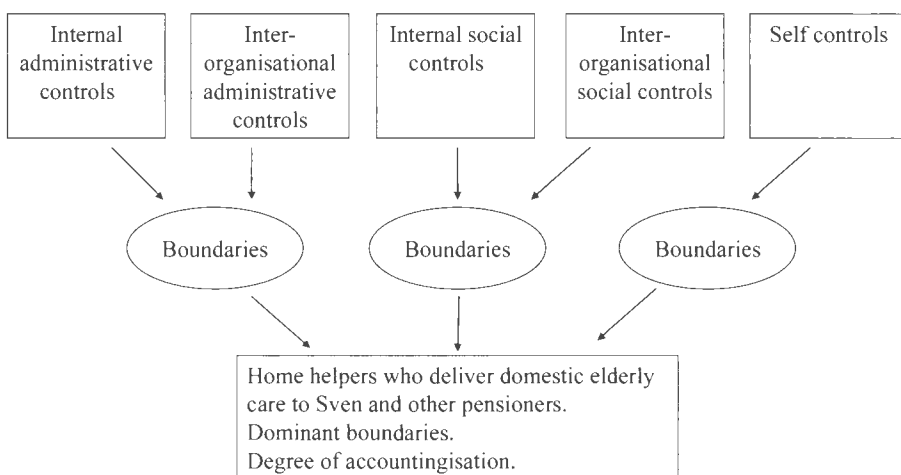 Internal
administrative
controls
Inter-
organisational
administrative
controls
Internal social
controls
Inter-
organisational
social controls
Self controls
Boundaries
Boundaries
Boundaries
Home helpers who deliver domestic elderly
care to Sven and other pensioners.
Dominant boundaries.
Degree of accountingisation.